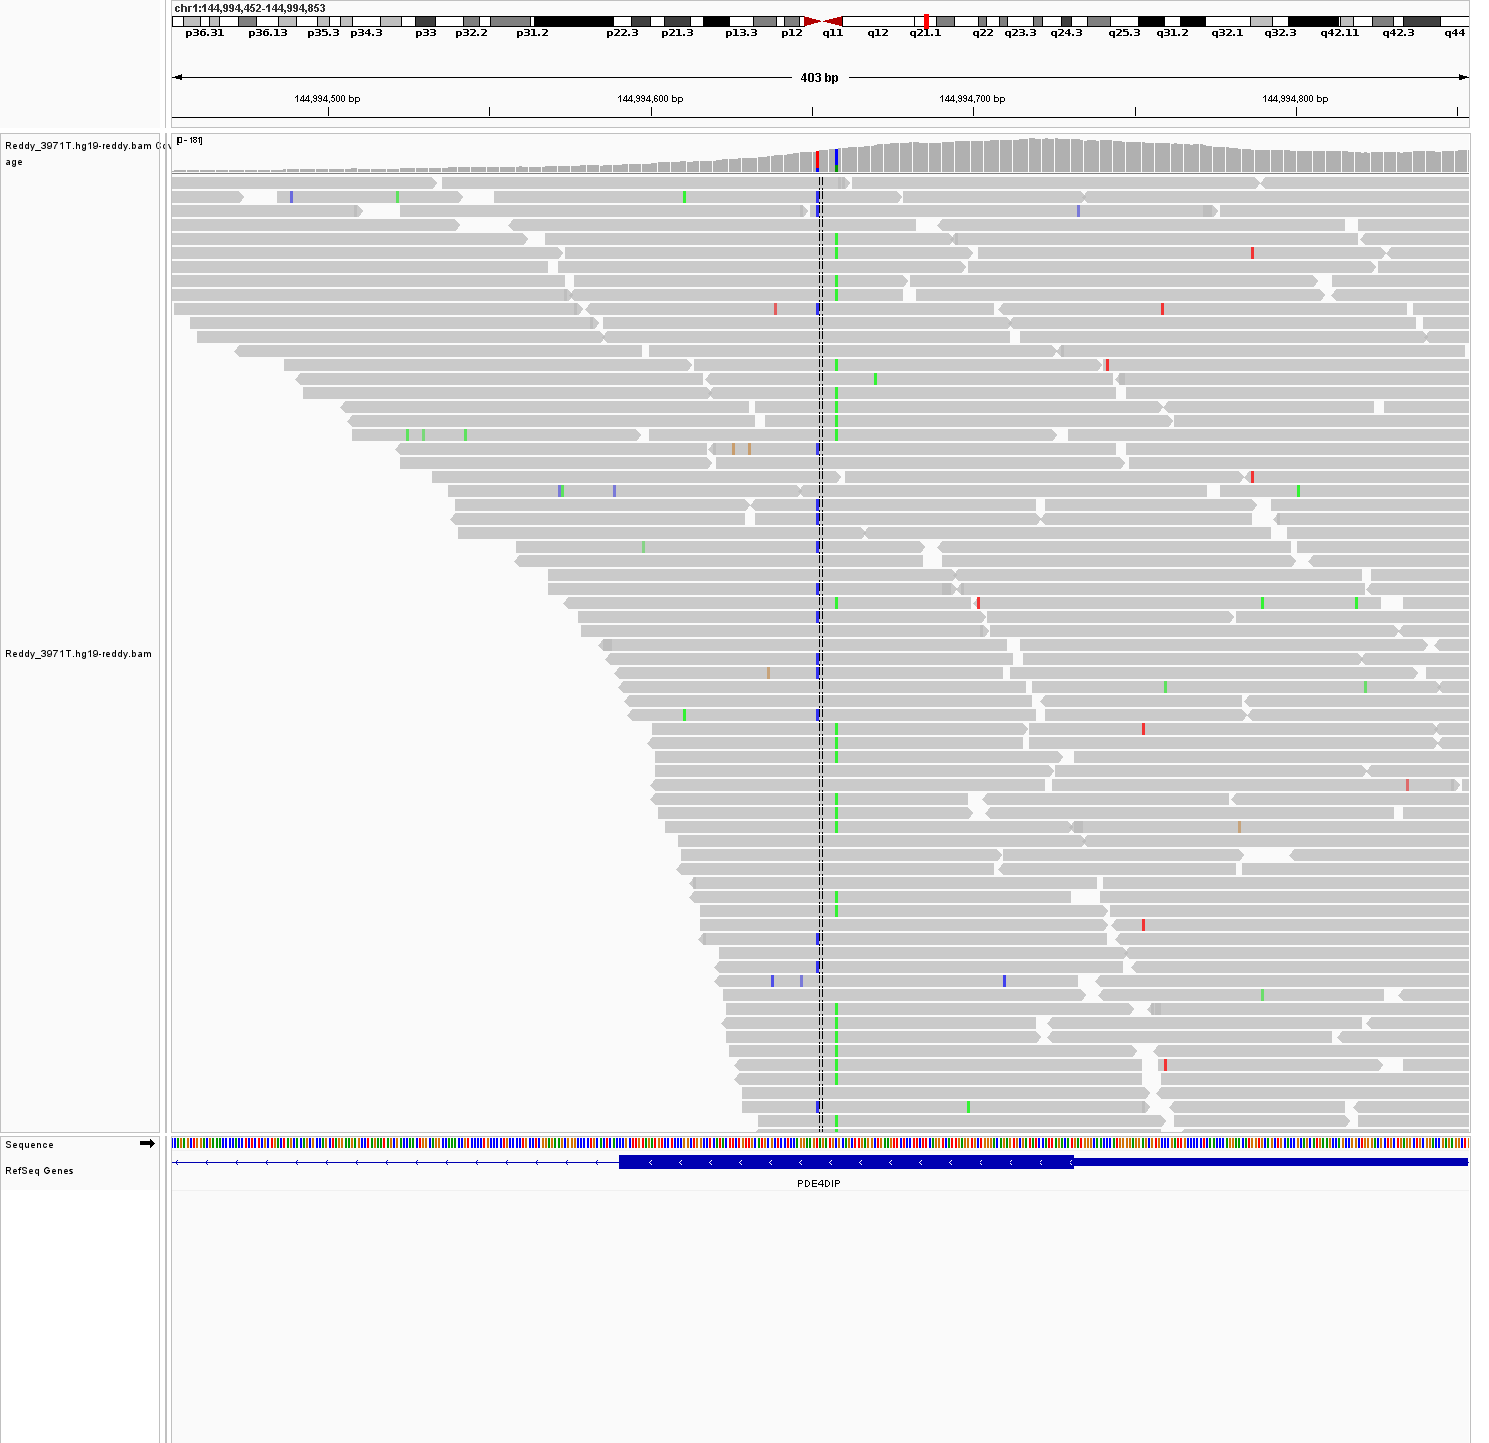 chr1:144,994,452-144,994,853
p36.31 p36.13 p35.3 p34.3 p33 p32.2 p31.2 p22.3 p21.3 p13.3 p12 q11 q12 q21.1 q22 q23.3 q24.3 q25.3 q31.2 q32.1 q32.3 q42.11 q42.3 q44
403 bp
144,994,500 bp 144,994,600 bp 144,994,700 bp 144,994,800 bp
Reddy_3971T.hg19-reddy.bam Cov
age
[0 - 181]
Reddy_3971T.hg19-reddy.bam
Sequence
RefSeq Genes
PDE4DIP